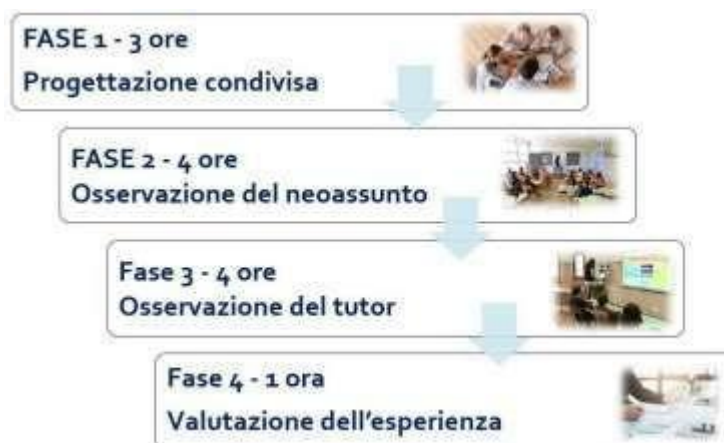 FASE 1 - 3 ore
Progettazione condivisa
FASE 2 - 4 ore
Osservazione del neoassunto
Fase 3 - 4 ore
Osservazione del tutor
Fase 4 - 1 ora
Valutazione dell'esperienza